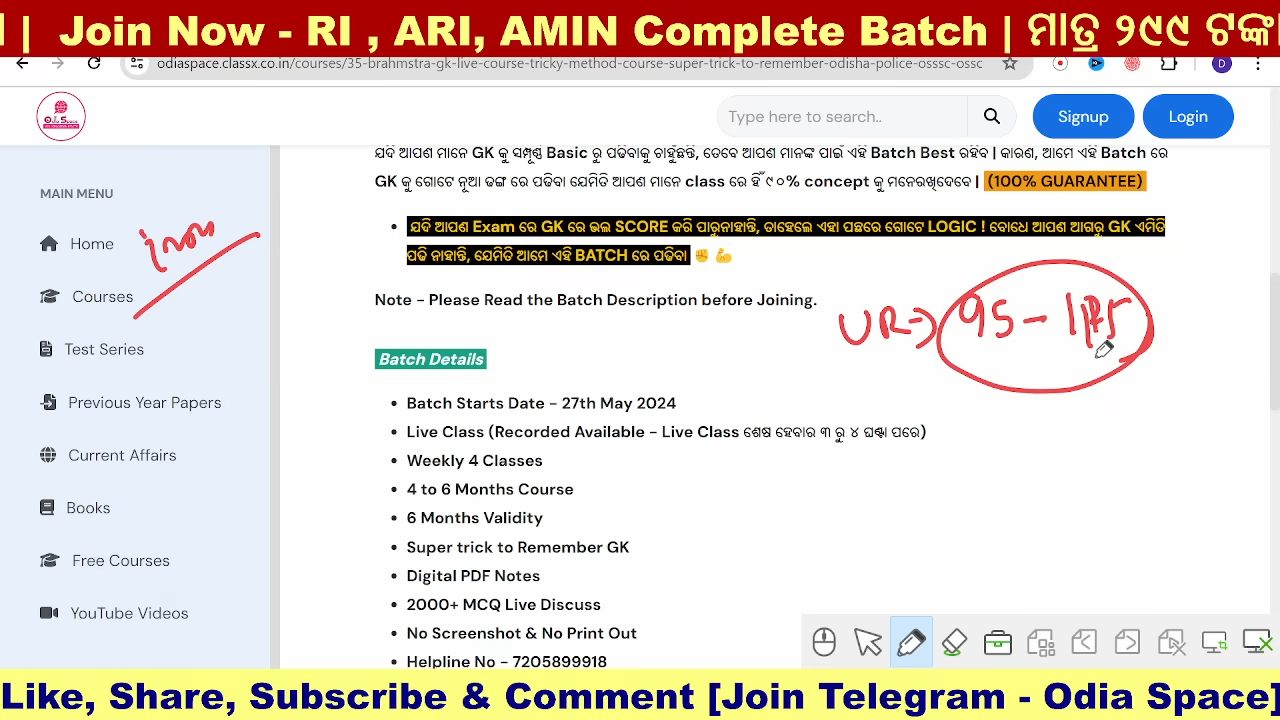 | Join Now - RI , ARI, AMIN Complete Batch | ମାତ୍ର ୨୯୯ ଟଙ୍କା
odiaspace.classx.co.in/courses/35-brahmstra-gk-live-course-tricky-method-course-super-trick-to-remember-odisha-police-osssc-ossc
D
Odia Space
Type here to search..
Signup
Login
ଯଦି ଆପଣ ମାନେ GK କୁ ସମ୍ପୂର୍ଣ୍ଣ Basic ରୁ ପଢିବାକୁ ଚାହୁଁଛନ୍ତି, ତେବେ ଆପଣ ମାନଙ୍କ ପାଇଁ ଏହି Batch Best ରହିବ | କାରଣ, ଆମେ ଏହି Batch ରେ
GK କୁ ଗୋଟେ ନୂଆ ଢଙ୍ଗ ରେ ପଢିବା ଯେମିତି ଆପଣ ମାନେ class ରେ ହିଁ ୯୦% concept କୁ ମନେରଖିଦେବେ | (100% GUARANTEE)
• ଯଦି ଆପଣ Exam ରେ GK ରେ ଭଲ SCORE କରି ପାରୁନାହାନ୍ତି, ତାହେଲେ ଏହା ପଛରେ ଗୋଟେ LOGIC ! ବୋଧେ ଆପଣ ଆଗରୁ GK ଏମିତି
ପଢି ନାହାନ୍ତି, ଯେମିତି ଆମେ ଏହି BATCH ରେ ପଢିବା ✊ 💪
Note - Please Read the Batch Description before Joining.
UR => 95 -
Batch Details
• Batch Starts Date - 27th May 2024
• Live Class (Recorded Available - Live Class ଶେଷ ହେବାର ୩ ରୁ ୪ ଘଣ୍ଟା ପରେ)
• Weekly 4 Classes
• 4 to 6 Months Course
• 6 Months Validity
• Super trick to Remember GK
• Digital PDF Notes
• 2000+ MCQ Live Discuss
• No Screenshot & No Print Out
• Helpline No - 7205899918
MAIN MENU
Home
Courses
Test Series
Previous Year Papers
Current Affairs
Books
Free Courses
YouTube Videos
Like, Share, Subscribe & Comment [Join Telegram - Odia Space]